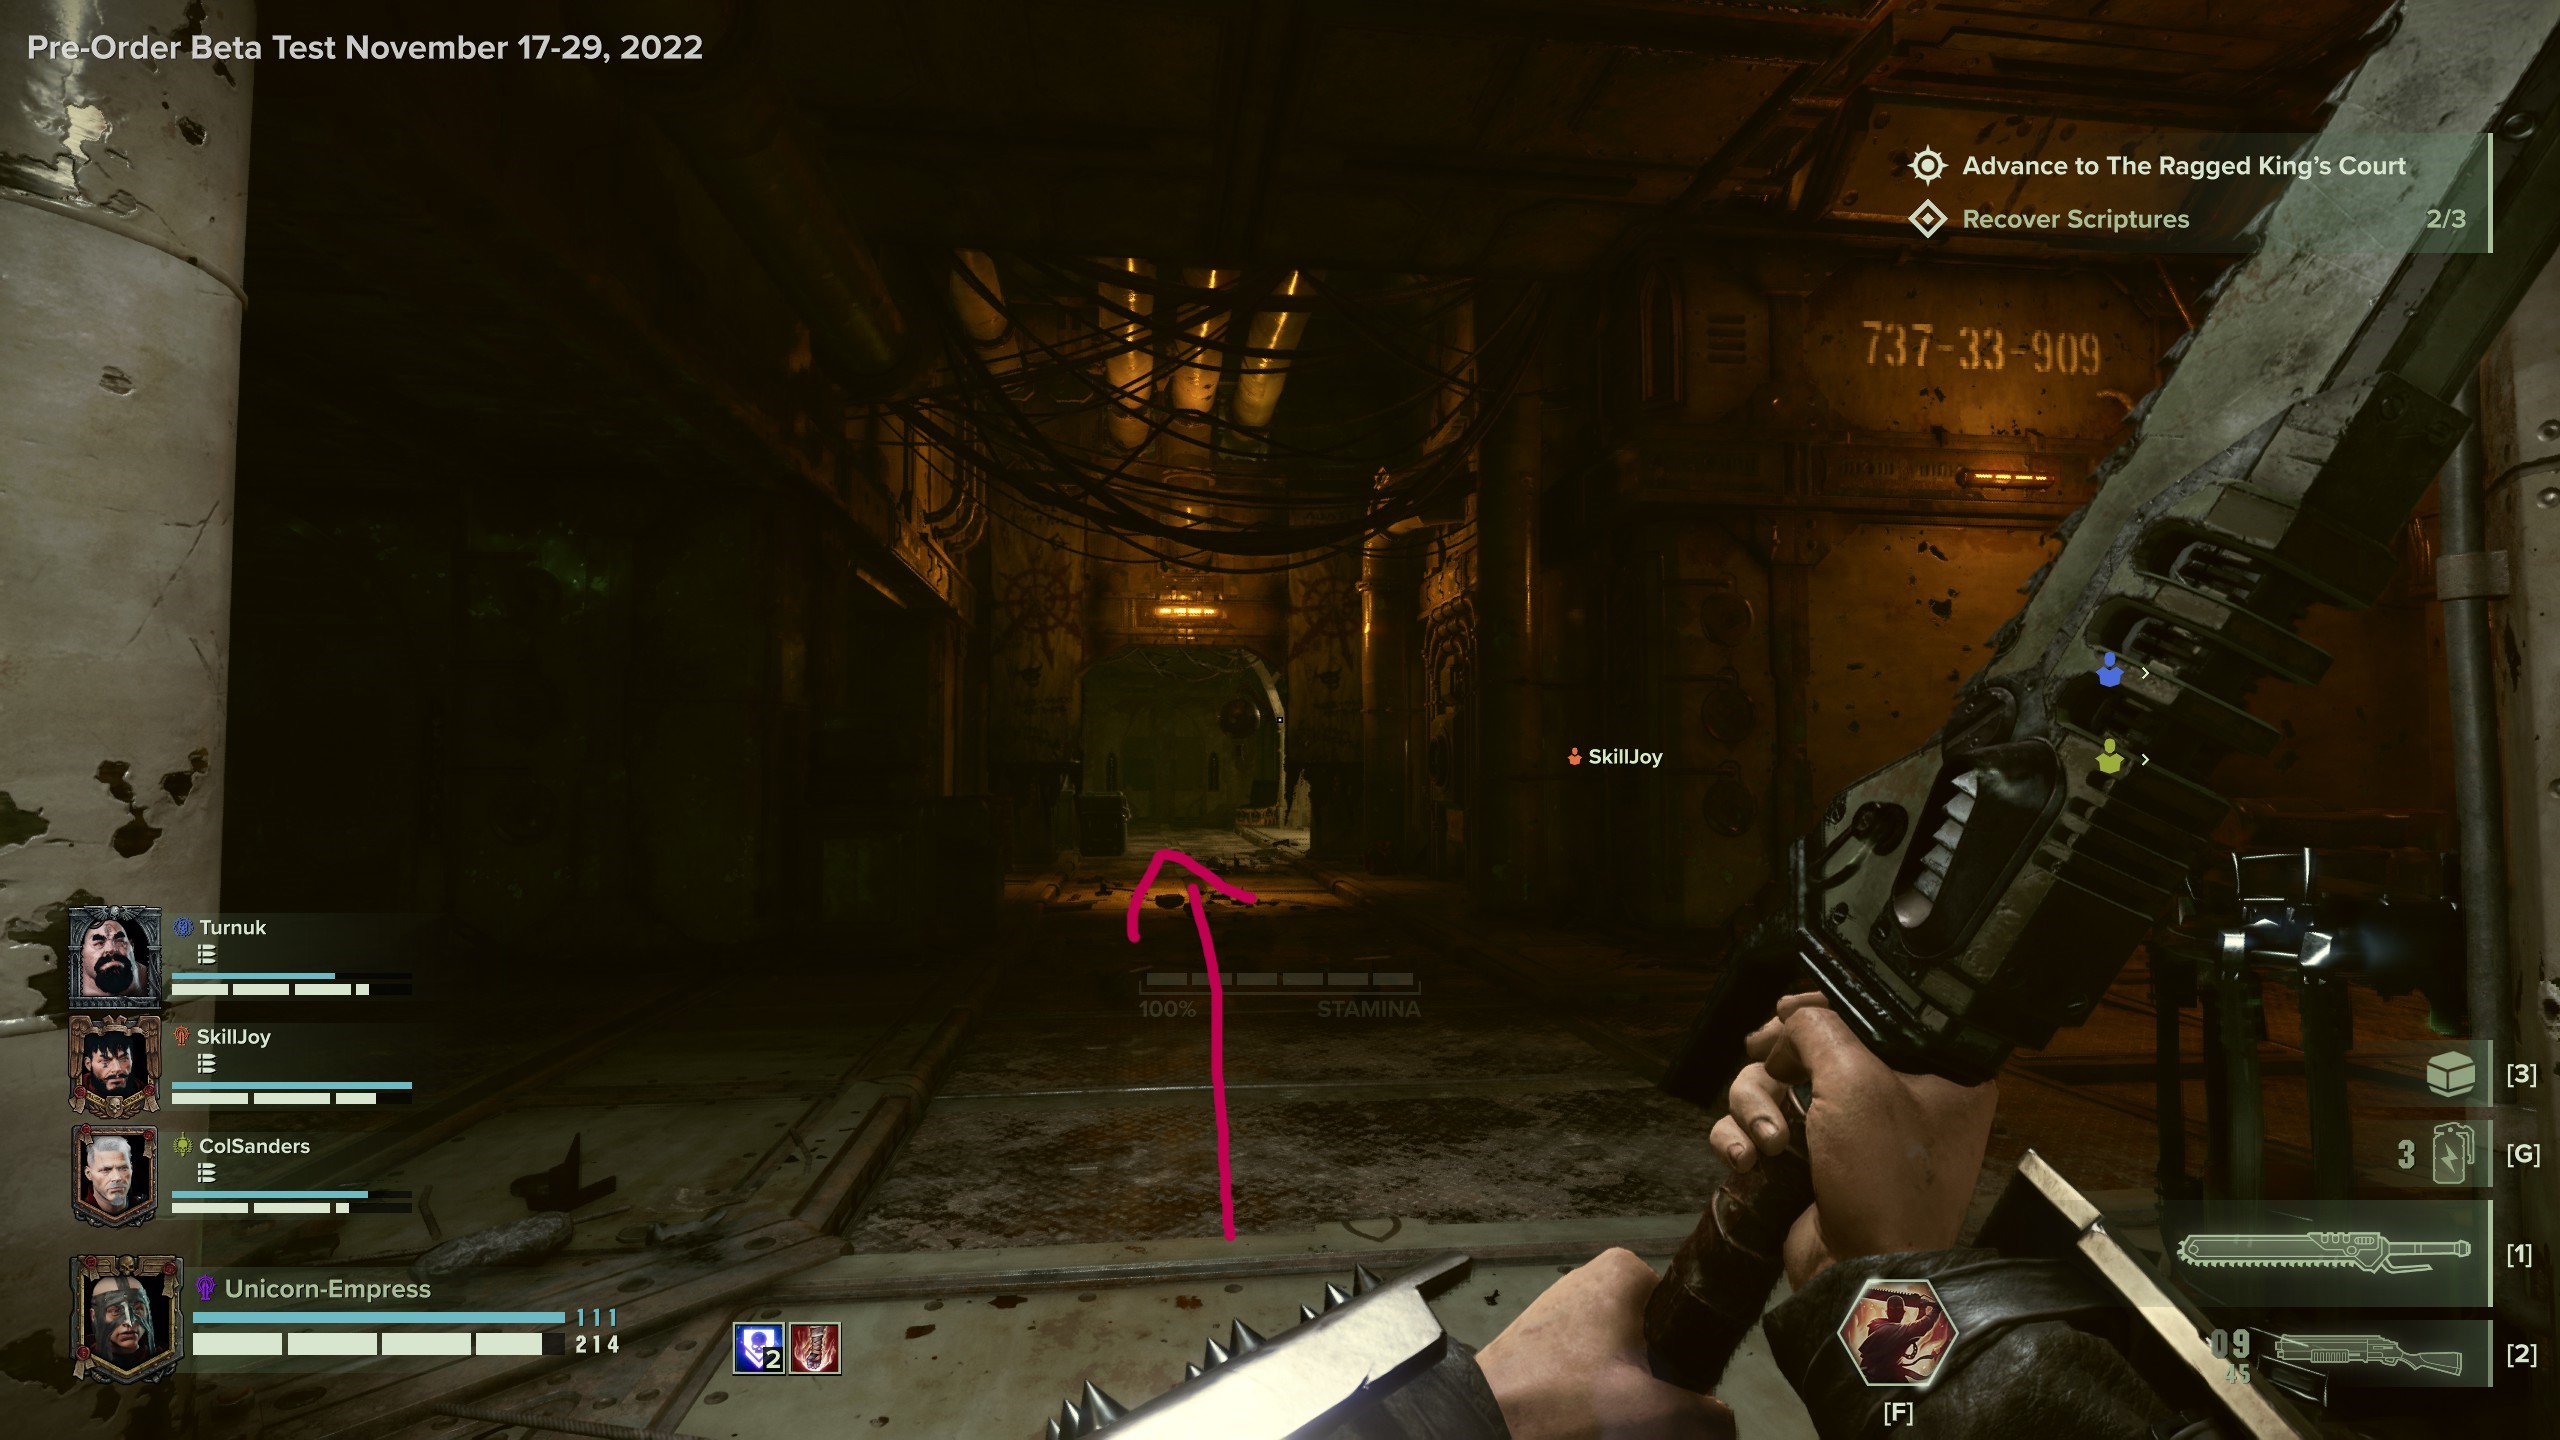 Pre-Order Beta Test November 17-29, 2022
Advance to The Ragged King's Court
Recover Scriptures 2/3
737-33-909
SkillJoy
Turnuk
100% STAMINA
SkillJoy
[3]
ColSanders
3 [G]
[1]
Unicorn-Empress
111
214
2
09
45
[2]
[F]